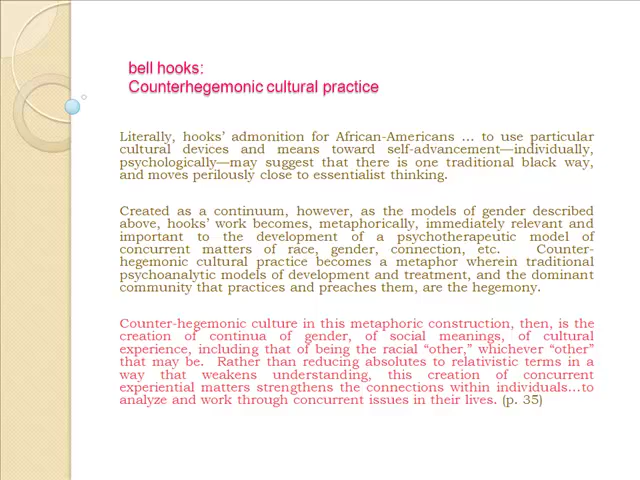 bell hooks:
Counterhegemonic cultural practice
Literally, hooks' admonition for African-Americans … to use particular
cultural devices and means toward self-advancement—individually,
psychologically—may suggest that there is one traditional black way,
and moves perilously close to essentialist thinking.
Created as a continuum, however, as the models of gender described
above, hooks' work becomes, metaphorically, immediately relevant and
important to the development of a psychotherapeutic model of
concurrent matters of race, gender, connection, etc. Counter-
hegemonic cultural practice becomes a metaphor wherein traditional
psychoanalytic models of development and treatment, and the dominant
community that practices and preaches them, are the hegemony.
Counter-hegemonic culture in this metaphoric construction, then, is the
creation of continua of gender, of social meanings, of cultural
experience, including that of being the racial "other," whichever "other"
that may be. Rather than reducing absolutes to relativistic terms in a
way that weakens understanding, this creation of concurrent
experiential matters strengthens the connections within individuals…to
analyze and work through concurrent issues in their lives. (p. 35)